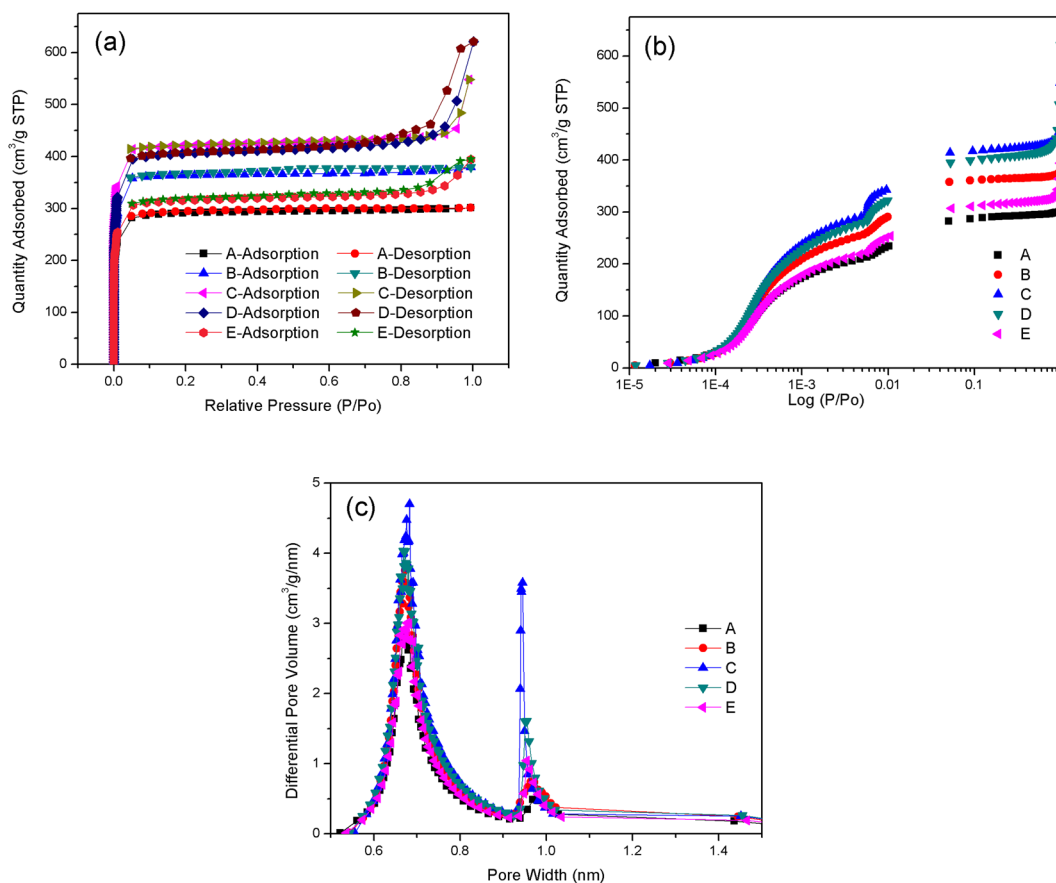 (a)
600
500
400
300
200
100
0
Quantity Adsorbed (cm³/g STP)
A-Adsorption A-Desorption
B-Adsorption B-Desorption
C-Adsorption C-Desorption
D-Adsorption D-Desorption
E-Adsorption E-Desorption
0.0 0.2 0.4 0.6 0.8 1.0
Relative Pressure (P/Po)
(b)
600
500
400
300
200
100
0
Quantity Adsorbed (cm³/g STP)
A
B
C
D
E
1E-5 1E-4 1E-3 0.01 0.1
Log (P/Po)
(c)
5
4
3
2
1
0
Differential Pore Volume (cm³/g/nm)
A
B
C
D
E
0.6 0.8 1.0 1.2 1.4
Pore Width (nm)